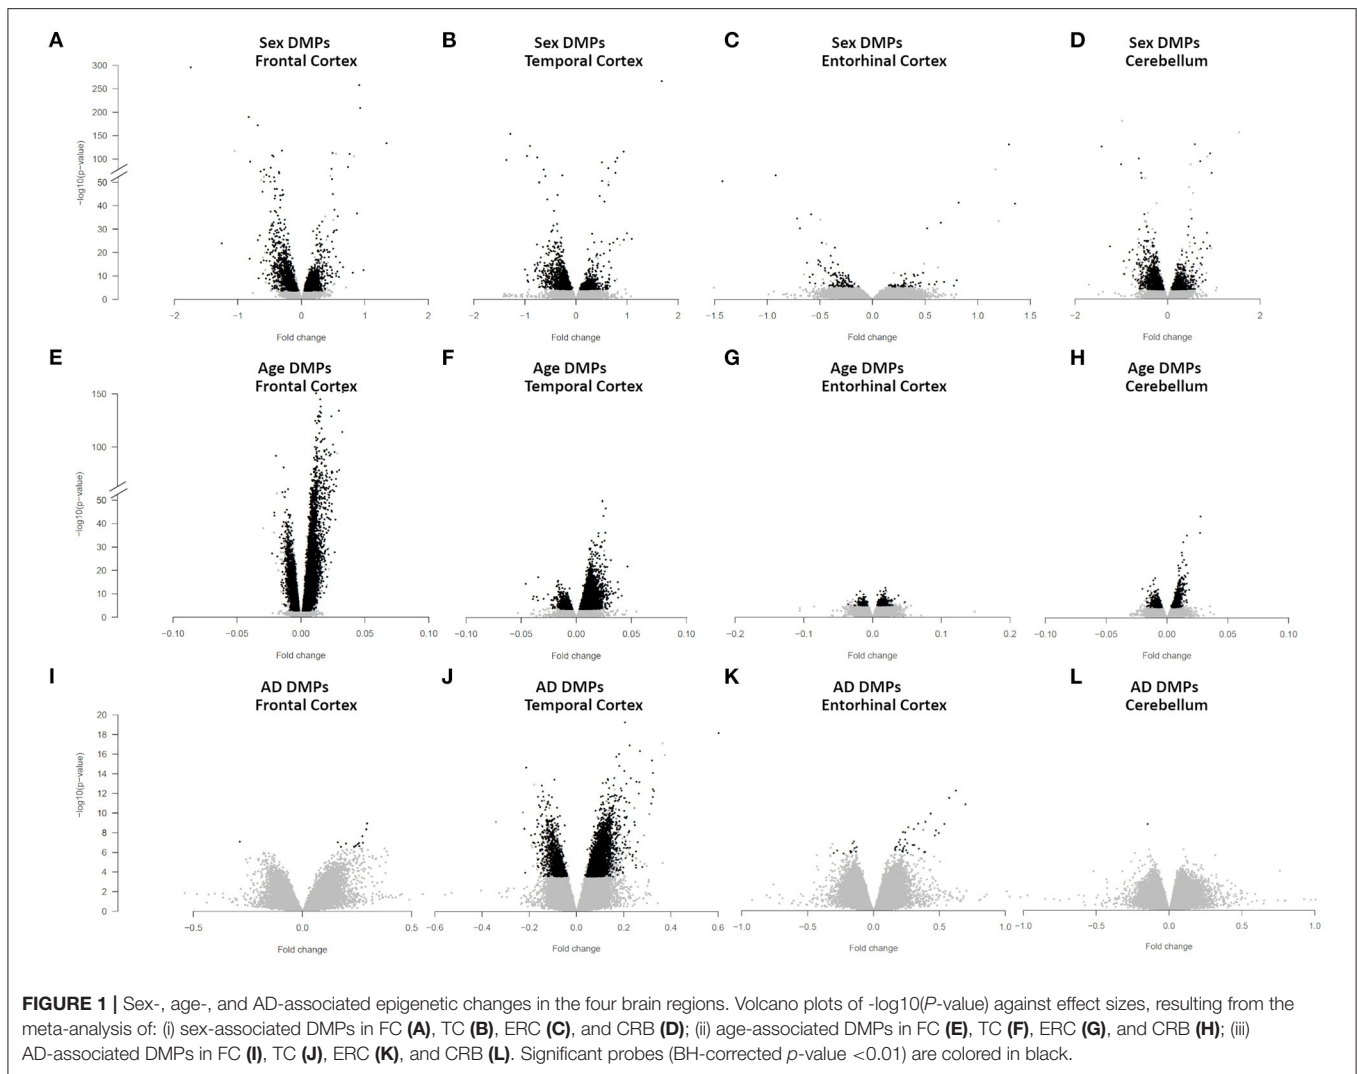 A
Sex DMPs
Frontal Cortex
B
Sex DMPs
Temporal Cortex
C
Sex DMPs
Entorhinal Cortex
D
Sex DMPs
Cerebellum
-log10(p-value)
300
250
200
150
100
50
40
30
20
10
0
−2 −1 0 1 2
Fold change
−2 −1 0 1 2
Fold change
−1.5 −1.0 −0.5 0.0 0.5 1.0 1.5
Fold change
−2 −1 0 1 2
Fold change
E
Age DMPs
Frontal Cortex
F
Age DMPs
Temporal Cortex
G
Age DMPs
Entorhinal Cortex
H
Age DMPs
Cerebellum
-log10(p-value)
150
100
50
40
30
20
10
0
−0.10 −0.05 0.00 0.05 0.10
Fold change
−0.10 −0.05 0.00 0.05 0.10
Fold change
−0.2 −0.1 0.0 0.1 0.2
Fold change
−0.10 −0.05 0.00 0.05 0.10
Fold change
I
AD DMPs
Frontal Cortex
J
AD DMPs
Temporal Cortex
K
AD DMPs
Entorhinal Cortex
L
AD DMPs
Cerebellum
-log10(p-value)
20
18
16
14
12
10
8
6
4
2
0
−0.5 0.0 0.5
Fold change
−0.6 −0.4 −0.2 0.0 0.2 0.4 0.6
Fold change
−1.0 −0.5 0.0 0.5 1.0
Fold change
−1.0 −0.5 0.0 0.5 1.0
Fold change
FIGURE 1 | Sex-, age-, and AD-associated epigenetic changes in the four brain regions. Volcano plots of -log10(P-value) against effect sizes, resulting from the
meta-analysis of: (i) sex-associated DMPs in FC (A), TC (B), ERC (C), and CRB (D); (ii) age-associated DMPs in FC (E), TC (F), ERC (G), and CRB (H); (iii)
AD-associated DMPs in FC (I), TC (J), ERC (K), and CRB (L). Significant probes (BH-corrected p-value <0.01) are colored in black.